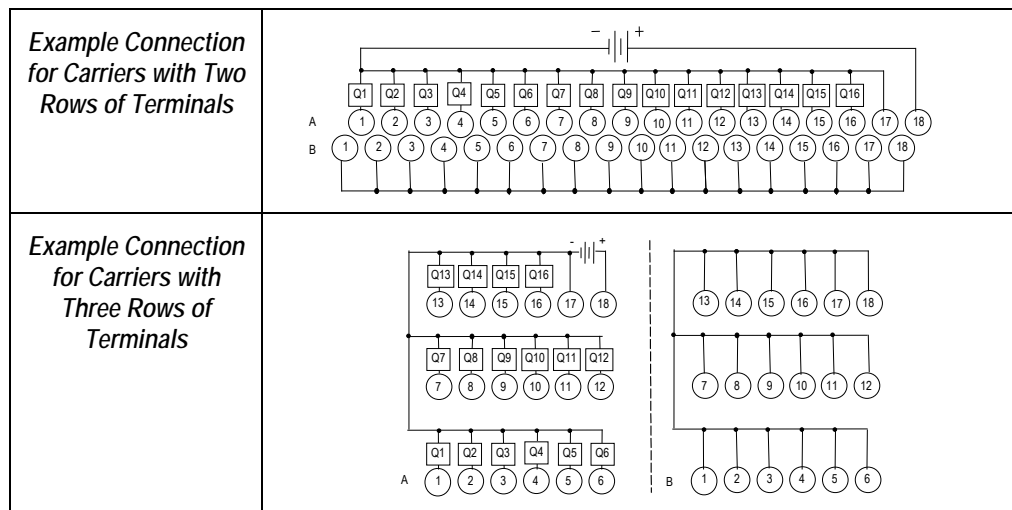 Example Connection
for Carriers with Two
Rows of Terminals
− +
Q1 Q2 Q3 Q4 Q5 Q6 Q7 Q8 Q9 Q10 Q11 Q12 Q13 Q14 Q15 Q16
A 1 2 3 4 5 6 7 8 9 10 11 12 13 14 15 16 17 18
B 1 2 3 4 5 6 7 8 9 10 11 12 13 14 15 16 17 18
Example Connection
for Carriers with
Three Rows of
Terminals
- +
Q13 Q14 Q15 Q16
13 14 15 16 17 18
Q7 Q8 Q9 Q10 Q11 Q12
7 8 9 10 11 12
Q1 Q2 Q3 Q4 Q5 Q6
A 1 2 3 4 5 6
13 14 15 16 17 18
7 8 9 10 11 12
B 1 2 3 4 5 6